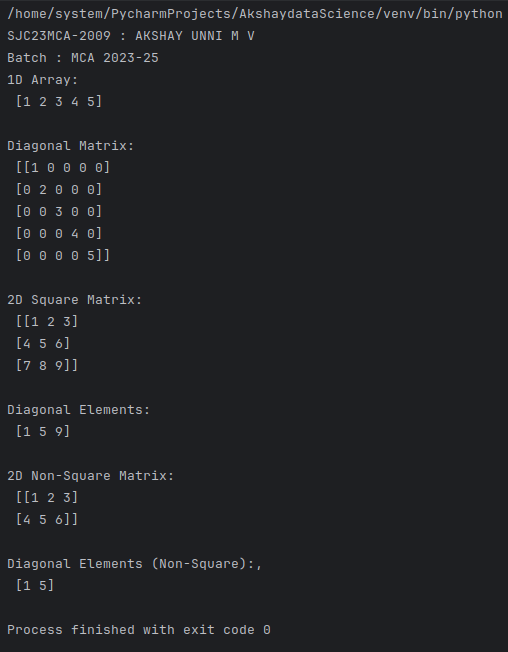 /home/system/PycharmProjects/AkshaydataScience/venv/bin/python
SJC23MCA-2009 : AKSHAY UNNI M V
Batch : MCA 2023-25
1D Array:
[1 2 3 4 5]
Diagonal Matrix:
[[1 0 0 0 0]
[0 2 0 0 0]
[0 0 3 0 0]
[0 0 0 4 0]
[0 0 0 0 5]]
2D Square Matrix:
[[1 2 3]
[4 5 6]
[7 8 9]]
Diagonal Elements:
[1 5 9]
2D Non-Square Matrix:
[[1 2 3]
[4 5 6]]
Diagonal Elements (Non-Square):,
[1 5]
Process finished with exit code 0